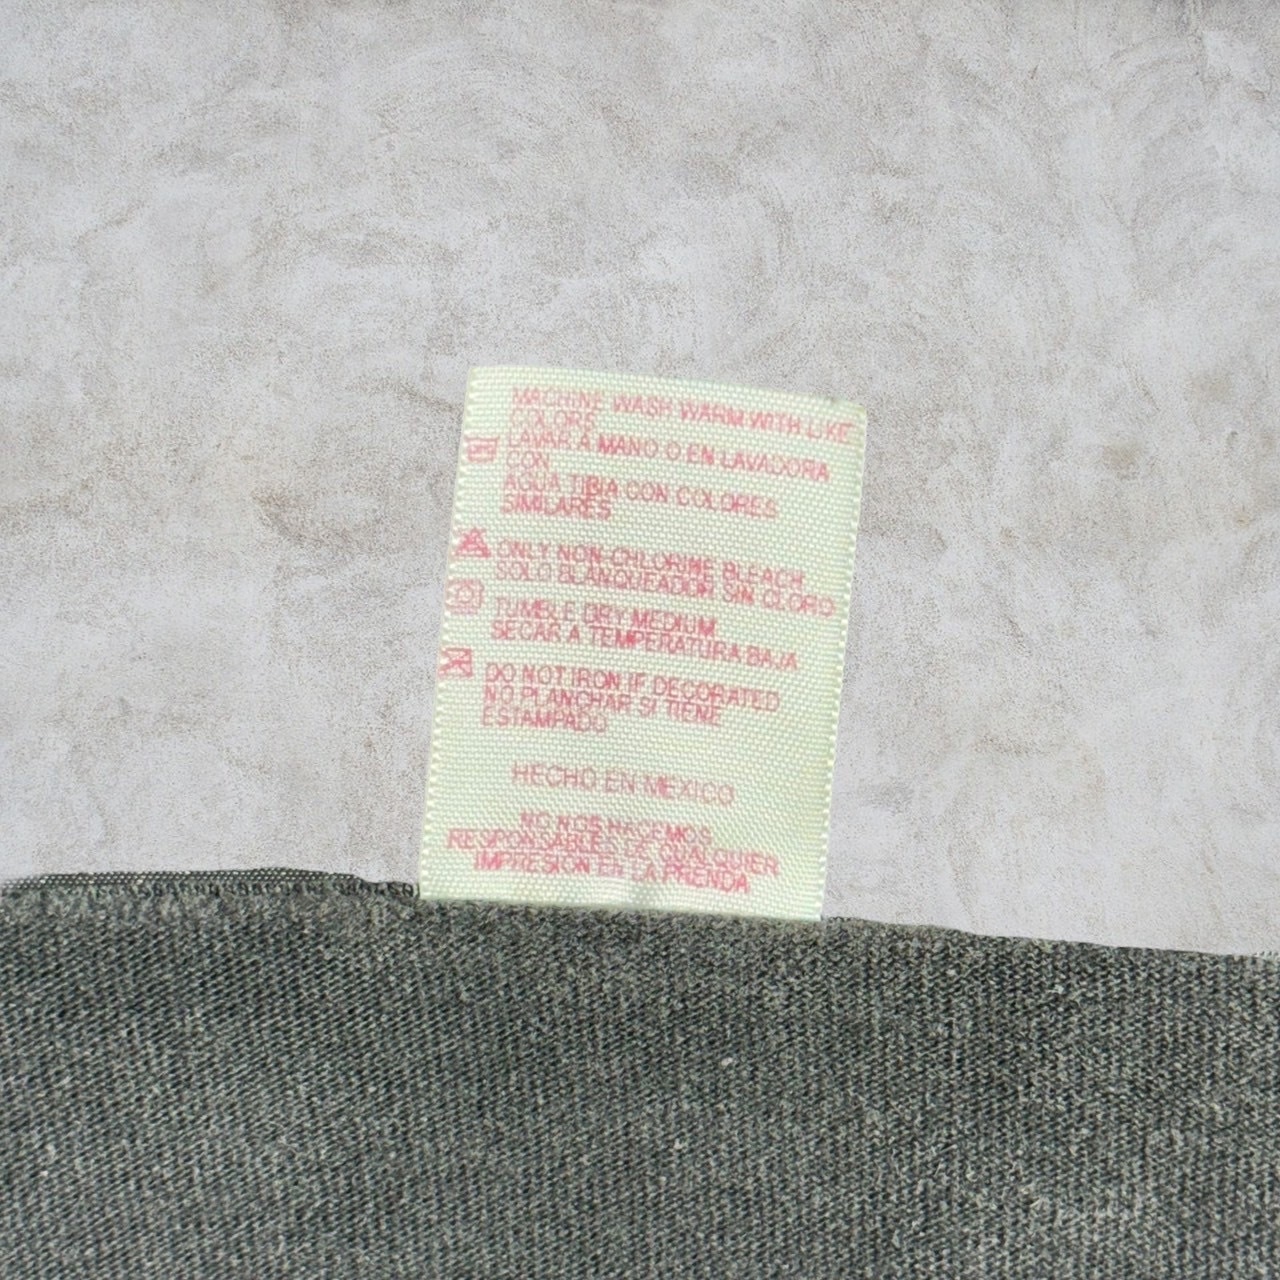 MACHINE WASH WARM WITH LIKE
COLORS
LAVAR A MANO O EN LAVADORA
CON
AGUA TIBIA CON COLORES
SIMILARES
ONLY NON-CHLORINE BLEACH
SOLO BLANQUEADOR SIN CLORO
TUMBLE DRY MEDIUM
SECAR A TEMPERATURA BAJA
DO NOT IRON IF DECORATED
NO PLANCHAR SI TIENE
ESTAMPADO
HECHO EN MEXICO
NO NOS HACEMOS
RESPONSABLES DE CUALQUIER
IMPRESION EN LA PRENDA